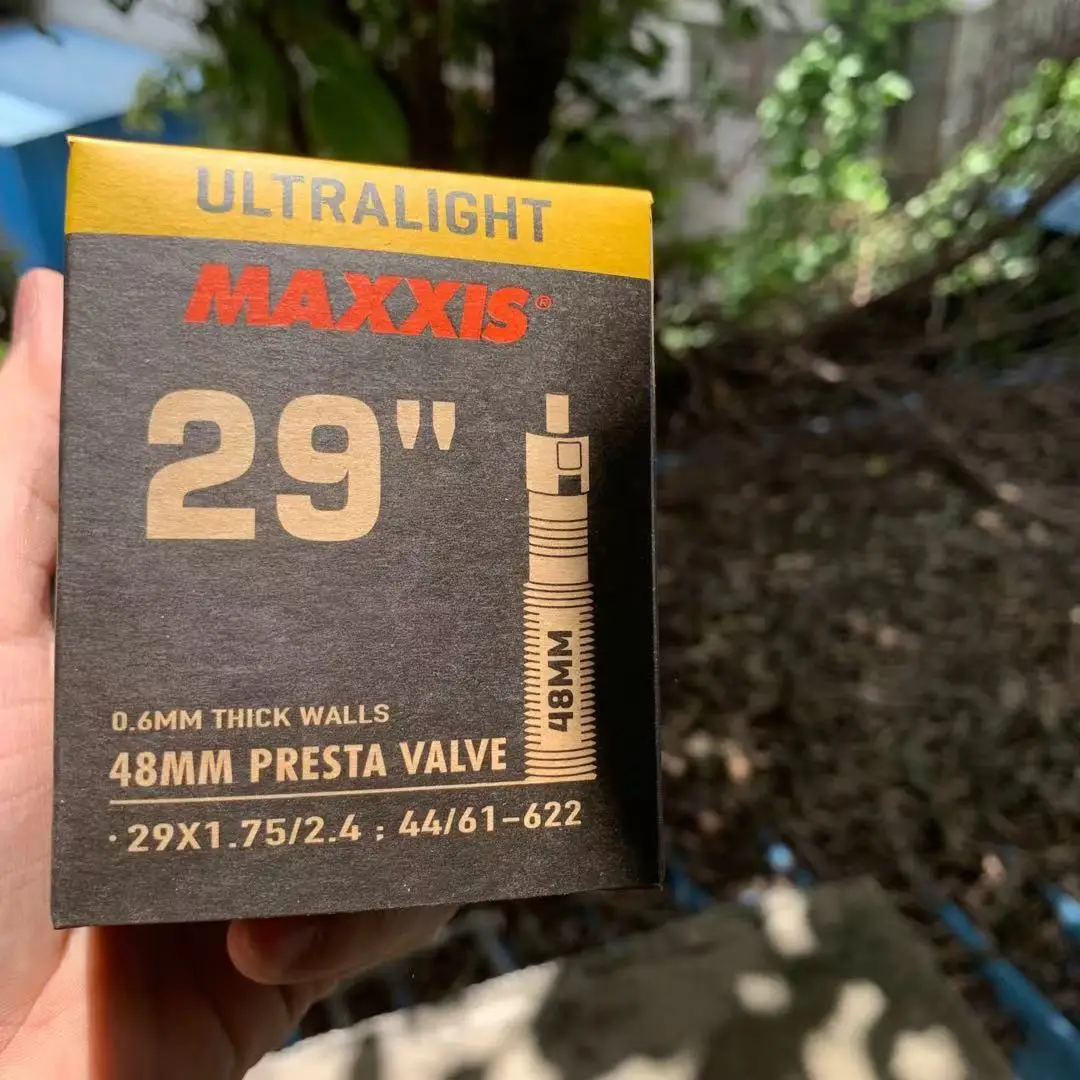 ULTRALIGHT
MAXXIS®
29"
48MM
0.6MM THICK WALLS
48MM PRESTA VALVE
·29X1.75/2.4 ; 44/61-622